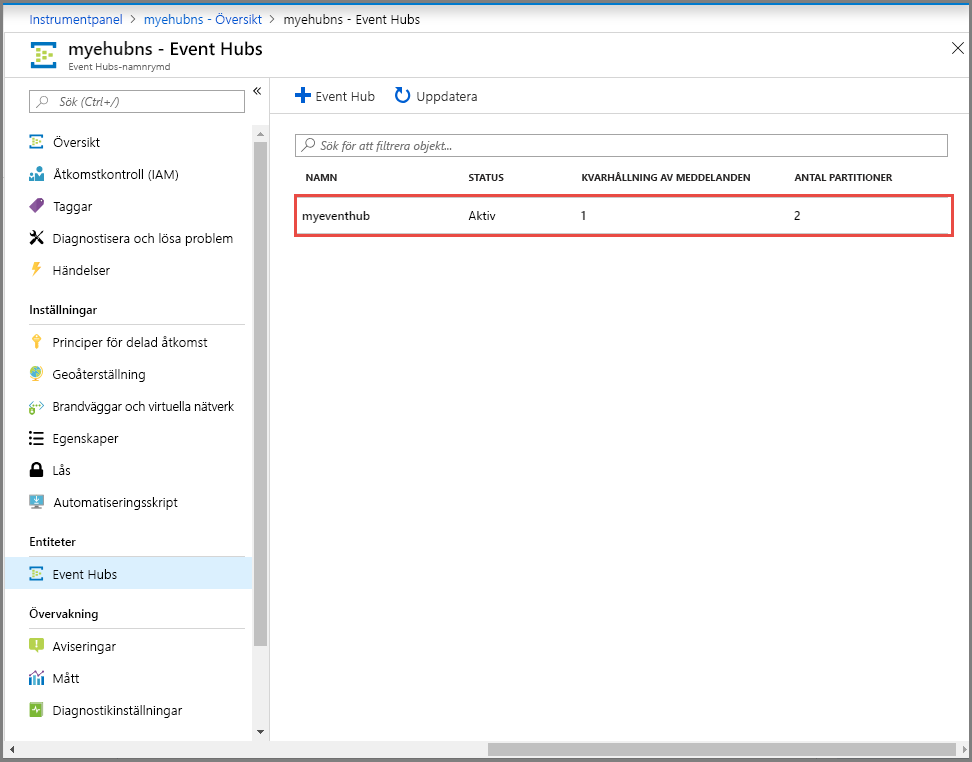 Instrumentpanel > myehubns - Översikt > myehubns - Event Hubs
myehubns - Event Hubs
Event Hubs-namnrymd
Sök (Ctrl+/)
«
Översikt
Åtkomstkontroll (IAM)
Taggar
Diagnostisera och lösa problem
Händelser
Inställningar
Principer för delad åtkomst
Geoåterställning
Brandväggar och virtuella nätverk
Egenskaper
Lås
Automatiseringsskript
Entiteter
Event Hubs
Övervakning
Aviseringar
Mått
Diagnostikinställningar
Event Hub Uppdatera
Sök för att filtrera objekt...
NAMN STATUS KVARHÅLLNING AV MEDDELANDEN ANTAL PARTITIONER
myeventhub Aktiv 1 2